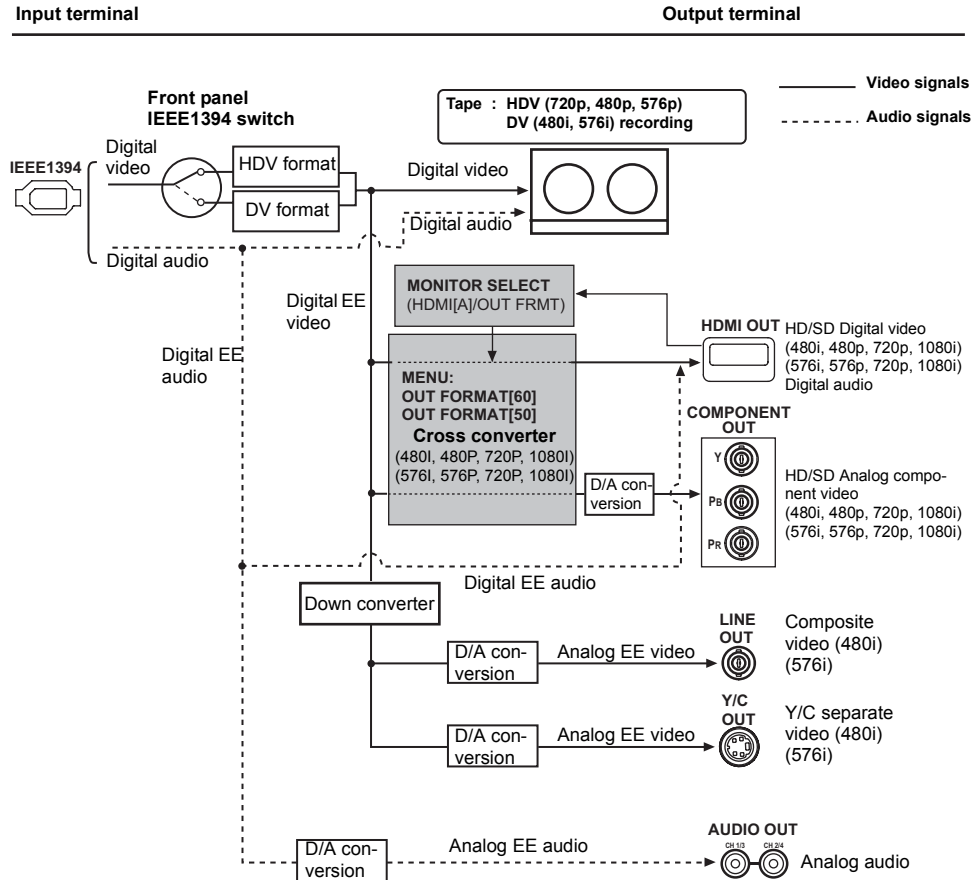 Input terminal
Output terminal
Video signals
Audio signals
Front panel
IEEE1394 switch
Tape : HDV (720p, 480p, 576p)
DV (480i, 576i) recording
IEEE1394
Digital
video
HDV format
DV format
Digital video
Digital audio
Digital audio
Digital EE
video
MONITOR SELECT
(HDMI[A]/OUT FRMT)
HDMI OUT
HD/SD Digital video
(480i, 480p, 720p, 1080i)
(576i, 576p, 720p, 1080i)
Digital audio
Digital EE
audio
MENU:
OUT FORMAT[60]
OUT FORMAT[50]
Cross converter
(480I, 480P, 720P, 1080I)
(576I, 576P, 720P, 1080I)
COMPONENT
OUT
Y
PB
PR
D/A con-
version
HD/SD Analog compo-
nent video
(480i, 480p, 720p, 1080i)
(576i, 576p, 720p, 1080i)
Digital EE audio
Down converter
D/A con-
version
Analog EE video
LINE
OUT
Composite
video (480i)
(576i)
D/A con-
version
Analog EE video
Y/C
OUT
Y/C separate
video (480i)
(576i)
D/A con-
version
Analog EE audio
AUDIO OUT
CH 1/3
CH 2/4
Analog audio